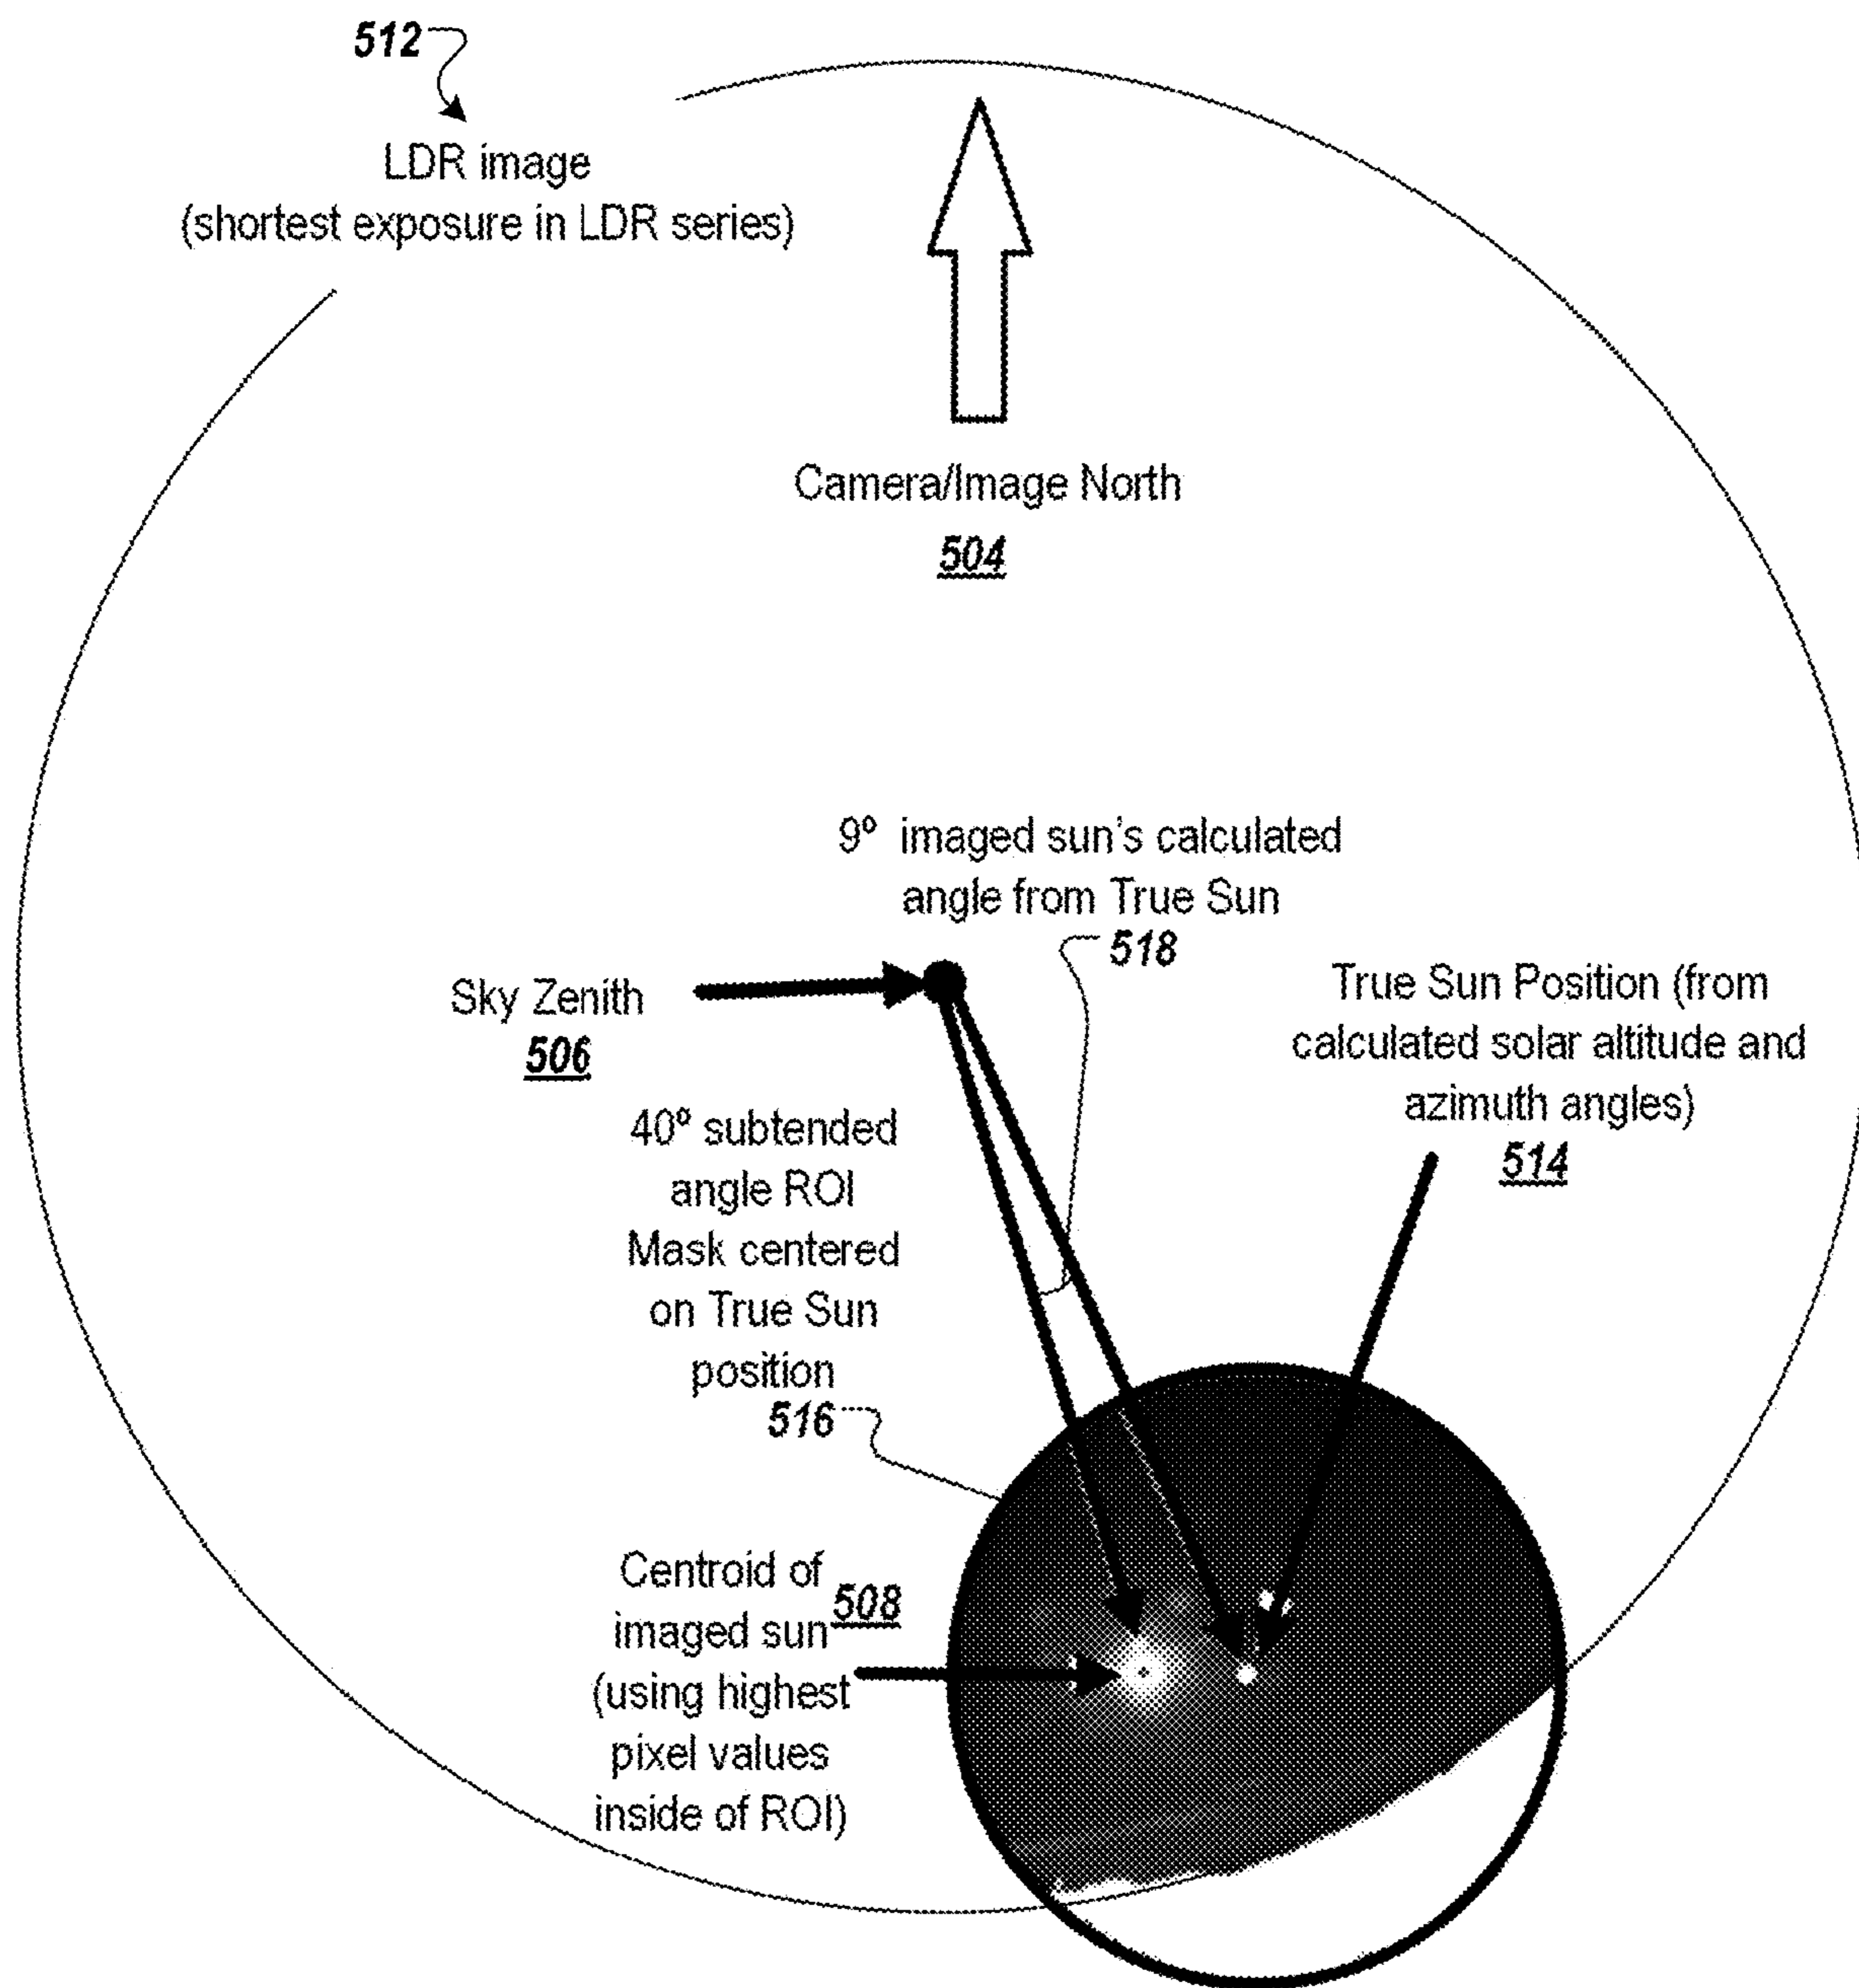 512
LDR image
(shortest exposure in LDR series)
Camera/Image North
504
9º imaged sun's calculated
angle from True Sun
518
Sky Zenith
506
True Sun Position (from
calculated solar altitude and
azimuth angles)
514
40º subtended
angle ROI
Mask centered
on True Sun
position
516
Centroid of
508
imaged sun
(using highest
pixel values
inside of ROI)